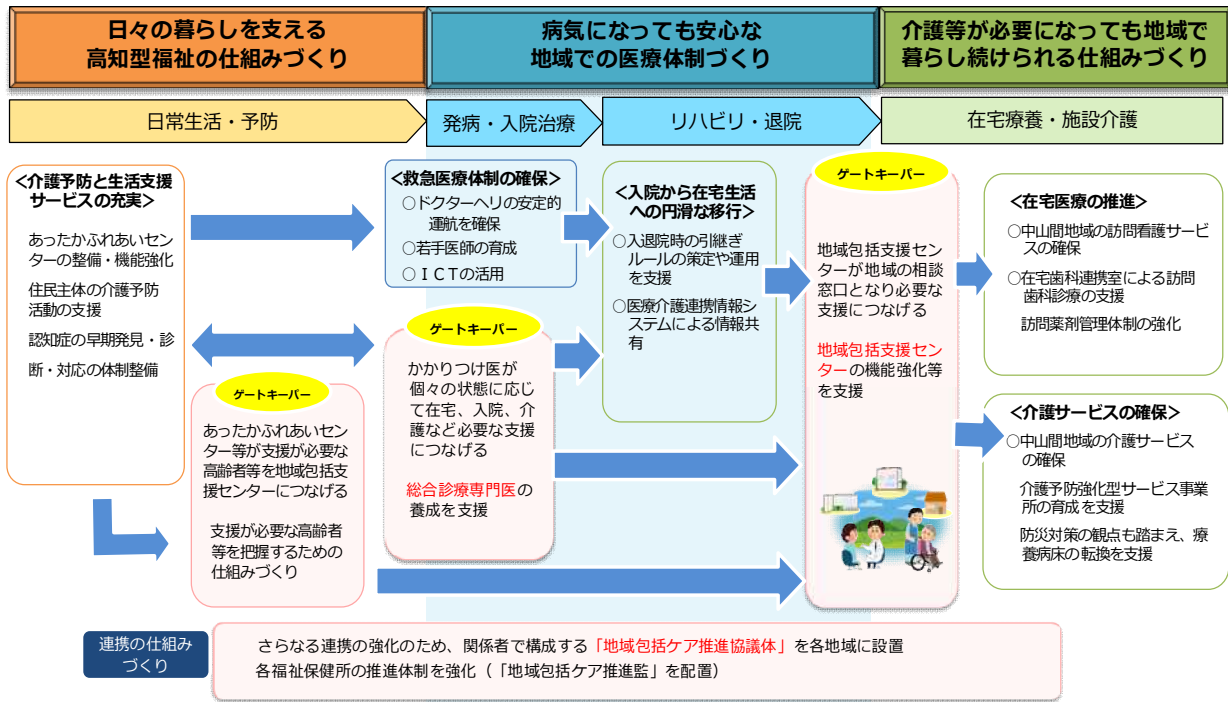 日々の暮らしを支える
高知型福祉の仕組みづくり
病気になっても安心な
地域での医療体制づくり
介護等が必要になっても地域で
暮らし続けられる仕組みづくり
日常生活・予防
発病・入院治療
リハビリ・退院
在宅療養・施設介護
<介護予防と生活支援
サービスの充実>
あったかふれあいセン
ターの整備・機能強化
住民主体の介護予防
活動の支援
認知症の早期発見・診
断・対応の体制整備
ゲートキーパー
あったかふれあいセン
ター等が支援が必要な
高齢者等を地域包括支
援センターにつなげる
支援が必要な高齢者
等を把握するための
仕組みづくり
<救急医療体制の確保>
○ドクターヘリの安定的
運航を確保
○若手医師の育成
○ICTの活用
ゲートキーパー
かかりつけ医が
個々の状態に応じ
て在宅、入院、介
護など必要な支援
につなげる
総合診療専門医の
養成を支援
<入院から在宅生活
への円滑な移行>
○入退院時の引継ぎ
ルールの策定や運用
を支援
○医療介護連携情報シ
ステムによる情報共
有
ゲートキーパー
地域包括支援セン
ターが地域の相談
窓口となり必要な
支援につなげる
地域包括支援セン
ターの機能強化等
を支援
<在宅医療の推進>
○中山間地域の訪問看護サービ
スの確保
○在宅歯科連携室による訪問
歯科診療の支援
訪問薬剤管理体制の強化
<介護サービスの確保>
○中山間地域の介護サービス
の確保
介護予防強化型サービス事業
所の育成を支援
防災対策の観点も踏まえ、療
養病床の転換を支援
連携の仕組み
づくり
さらなる連携の強化のため、関係者で構成する「地域包括ケア推進協議体」を各地域に設置
各福祉保健所の推進体制を強化(「地域包括ケア推進監」を配置)